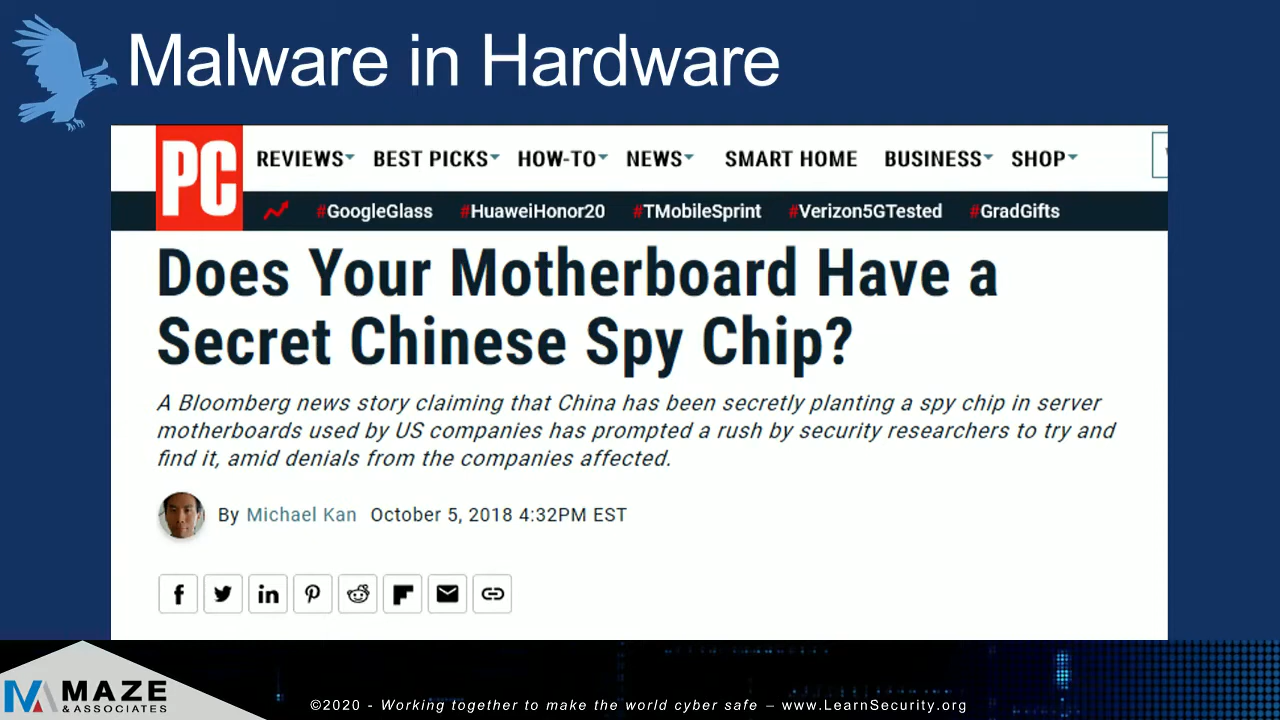 Malware in Hardware
PC
REVIEWS BEST PICKS HOW-TO NEWS SMART HOME BUSINESS SHOP
#GoogleGlass #HuaweiHonor20 #TMobileSprint #Verizon5GTested #GradGifts
Does Your Motherboard Have a
Secret Chinese Spy Chip?
A Bloomberg news story claiming that China has been secretly planting a spy chip in server
motherboards used by US companies has prompted a rush by security researchers to try and
find it, amid denials from the companies affected.
By Michael Kan October 5, 2018 4:32PM EST
MAZE
& ASSOCIATES
©2020 - Working together to make the world cyber safe – www.LearnSecurity.org